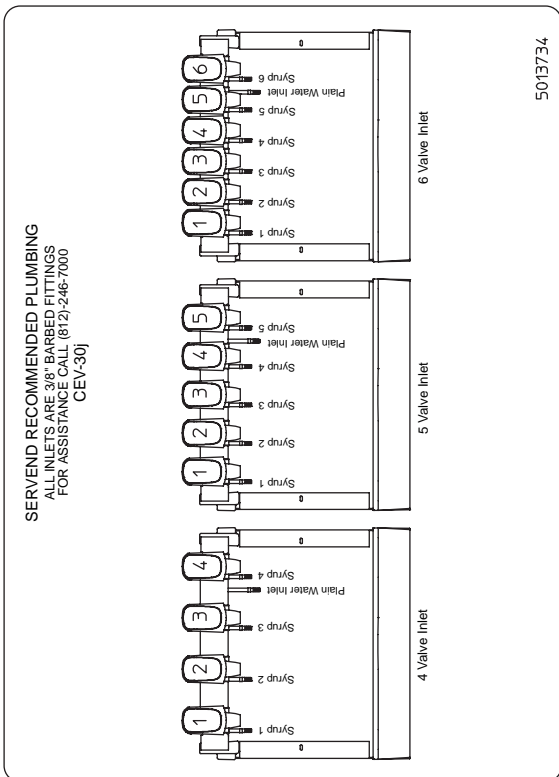 SERVEND RECOMMENDED PLUMBING
ALL INLETS ARE 3/8" BARBED FITTINGS
FOR ASSISTANCE CALL (812)-246-7000
CEV-30j
1
2
3
4
Syrup 1
Syrup 2
Syrup 3
Plain Water Inlet
Syrup 4
4 Valve Inlet
1
2
3
4
5
Syrup 1
Syrup 2
Syrup 3
Syrup 4
Plain Water Inlet
Syrup 5
5 Valve Inlet
1
2
3
4
5
6
Syrup 1
Syrup 2
Syrup 3
Syrup 4
Syrup 5
Plain Water Inlet
Syrup 6
6 Valve Inlet
5013734